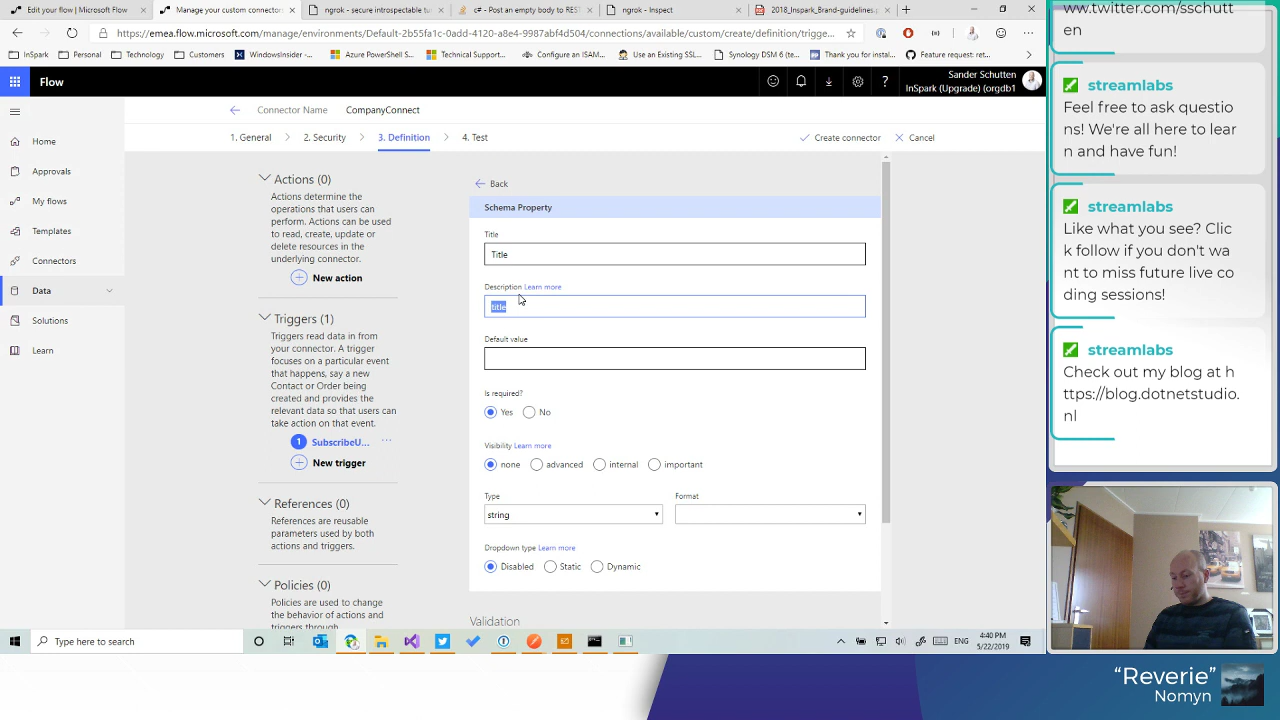 Edit your flow | Microsoft Flow
Manage your custom connectors
ngrok - secure introspectable tu
c# - Post an empty body to REST
ngrok - Inspect
2018_Inspark_Brand-guidelines.p
https://emea.flow.microsoft.com/manage/environments/Default-2b55fa1c-0add-4120-a8e4-9987abf4d504/connections/available/custom/create/definition/trigge...
InSpark
Persoonlijk
Community
Customers
WindowsInsider
Technical Support...
Configure an ISAM...
Use an Existing SSL...
Synology DSM 6 (te...
Thank you for instal...
Feature request: ret...
Flow
Sander Schutten
InSpark (Upgrade) (orgdb1
Connector Name
CompanyConnect
1. General
2. Security
3. Definition
4. Test
Create connector
Cancel
Home
Approvals
My flows
Templates
Connectors
Data
Solutions
Learn
Actions (0)
Actions determine the
operations that users can
perform. Actions can be used
to read, create, update or
delete resources in the
underlying connector.
New action
Triggers (1)
Triggers read data in from
your connector. A trigger
focuses on a particular event
that happens, say a new
Contact or Order being
created and provides the
relevant data so that users can
take action on that event.
1 SubscribeU... ...
New trigger
References (0)
References are reusable
parameters used by both
actions and triggers.
Policies (0)
Policies are used to change
the behavior of actions and
Back
Schema Property
Title
Title
Description Learn more
title
Default value
Is required?
Yes
No
Visibility Learn more
none
advanced
internal
important
Type
Format
string
Dropdown type Learn more
Disabled
Static
Dynamic
Validation
Type here to search
ENG
4:40 PM
5/22/2019
ww.twitter.com/sschutt
en
streamlabs
Feel free to ask questio
ns! We're all here to lear
n and have fun!
streamlabs
Like what you see? Clic
k follow if you don't wa
nt to miss future live co
ding sessions!
streamlabs
Check out my blog at h
ttps://blog.dotnetstudio.
nl
“Reverie”
Nomyn